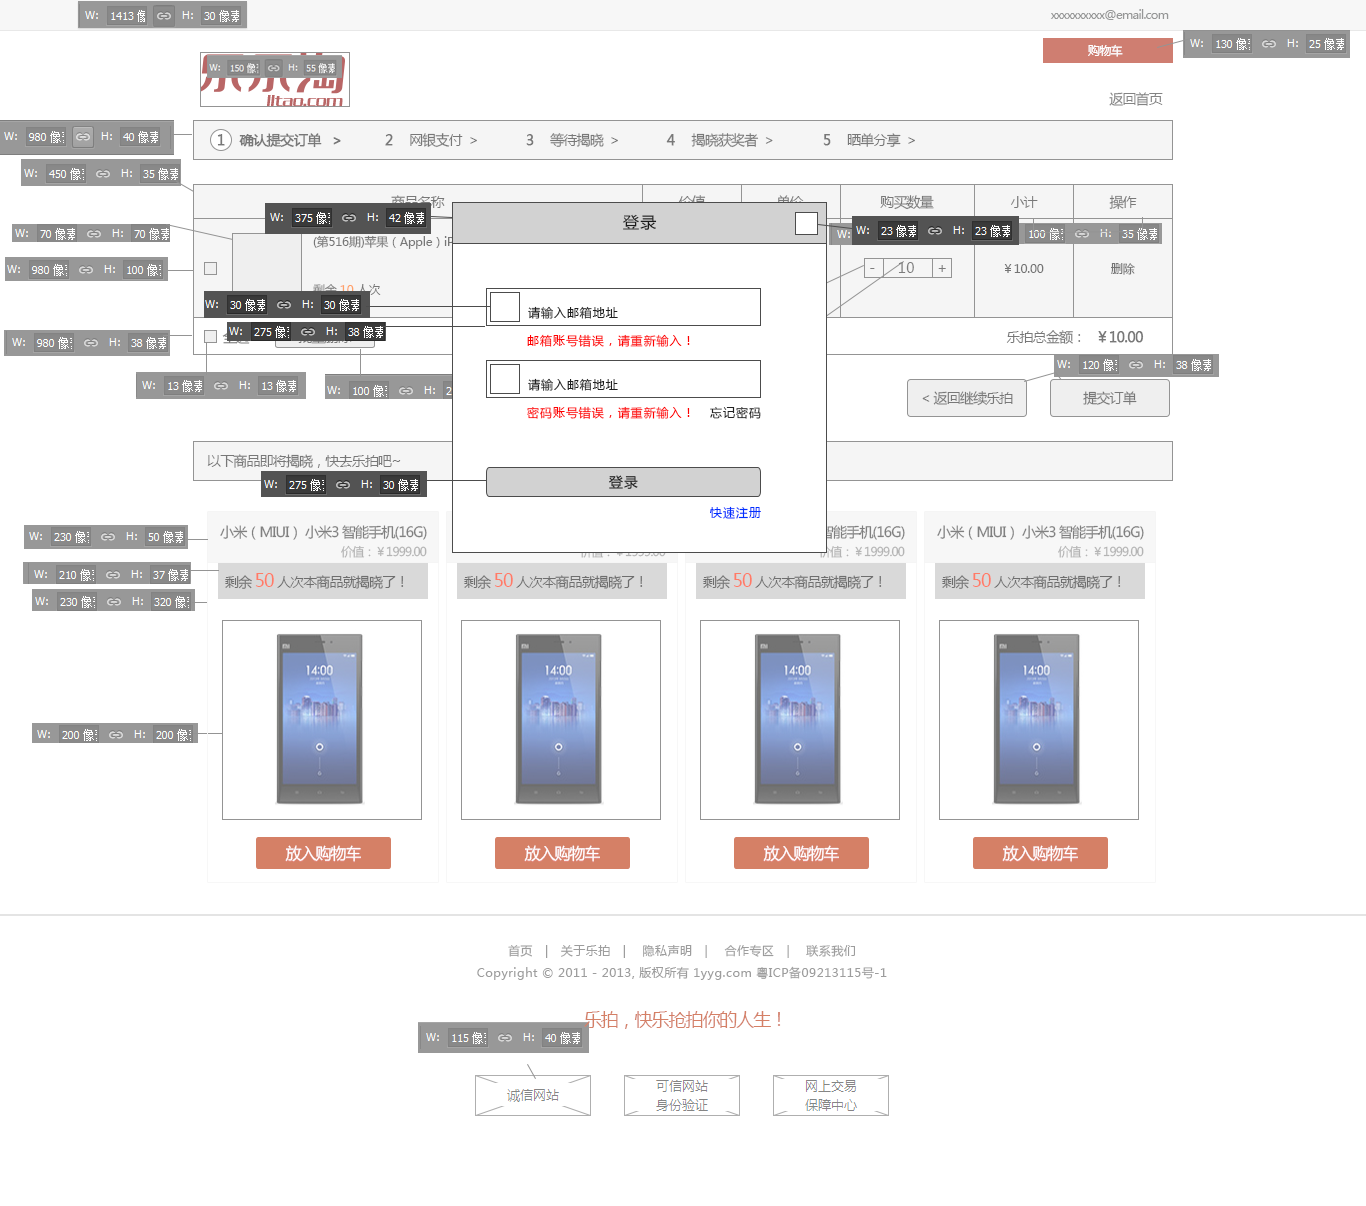 W: 1413 H: 30 像素
xxxxxxxxxx@email.com
购物车
W: 130 像 H: 25 像素
乐乐淘
W: 150 像 H: 55 像素
lltao.com
返回首页
W: 980 像 H: 40 像素
1 确认提交订单 > 2 网银支付 > 3 等待揭晓 > 4 揭晓获奖者 > 5 晒单分享 >
W: 450 像 H: 35 像素
商品名称 价值 单价 购买数量 小计 操作
W: 375 像 H: 42 像素
登录
W: 23 像素 H: 23 像素
W: 100 像 H: 35 像素
W: 70 像素 H: 70 像素
(第516期)苹果（Apple）iP
W: 980 像 H: 100 像
- 10 +
￥10.00
删除
剩余 10 人次
W: 30 像素 H: 30 像素
请输入邮箱地址
W: 275 像 H: 38 像素
W: 980 像 H: 38 像素
邮箱账号错误，请重新输入！
乐拍总金额： ￥10.00
W: 120 像 H: 38 像素
W: 13 像素 H: 13 像素
W: 100 像 H: 2
请输入邮箱地址
< 返回继续乐拍
提交订单
密码账号错误，请重新输入！ 忘记密码
以下商品即将揭晓，快去乐拍吧~
W: 275 像 H: 30 像素
登录
快速注册
W: 230 像 H: 50 像素
小米（MIUI） 小米3 智能手机(16G)
智能手机(16G)
小米（MIUI） 小米3 智能手机(16G)
价值：￥1999.00
价值：￥1999.00
价值：￥1999.00
价值：￥1999.00
W: 210 像 H: 37 像素
剩余 50 人次本商品就揭晓了！
剩余 50 人次本商品就揭晓了！
剩余 50 人次本商品就揭晓了！
剩余 50 人次本商品就揭晓了！
W: 230 像 H: 320 像
14:00
14:00
14:00
14:00
W: 200 像 H: 200 像
放入购物车
放入购物车
放入购物车
放入购物车
首页 | 关于乐拍 | 隐私声明 | 合作专区 | 联系我们
Copyright © 2011 - 2013, 版权所有 1yyg.com 粤ICP备09213115号-1
乐拍，快乐抢拍你的人生！
W: 115 像 H: 40 像素
诚信网站
可信网站
身份验证
网上交易
保障中心